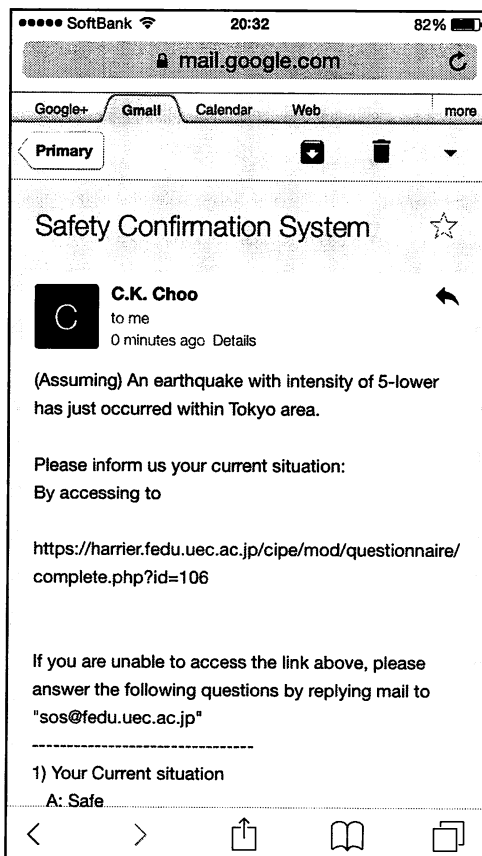 SoftBank 20:32 82%
mail.google.com
Google+ Gmail Calendar Web more
Primary
Safety Confirmation System
C
C.K. Choo
to me
0 minutes ago Details
(Assuming) An earthquake with intensity of 5-lower
has just occurred within Tokyo area.
Please inform us your current situation:
By accessing to
https://harrier.fedu.uec.ac.jp/cipe/mod/questionnaire/
complete.php?id=106
If you are unable to access the link above, please
answer the following questions by replying mail to
"sos@fedu.uec.ac.jp"
--------------------------------
1) Your Current situation
A: Safe